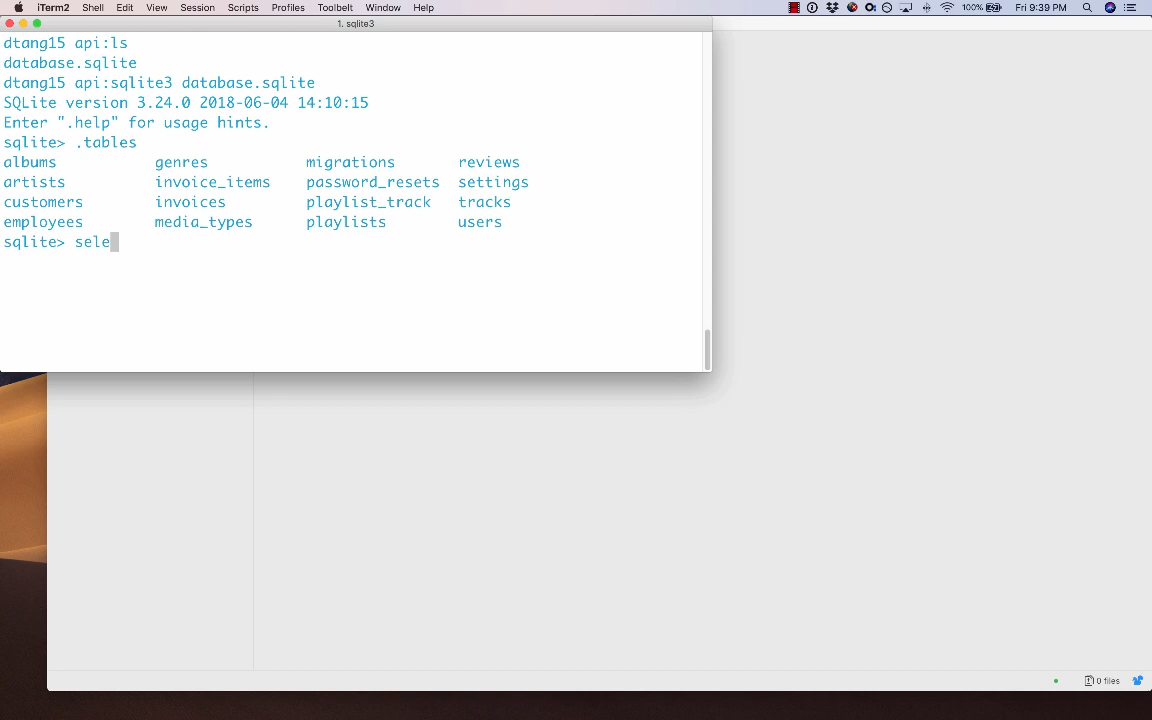 iTerm2 Shell Edit View Session Scripts Profiles Toolbelt Window Help 100% Fri 9:39 PM
1. sqlite3
dtang15 api:ls
database.sqlite
dtang15 api:sqlite3 database.sqlite
SQLite version 3.24.0 2018-06-04 14:10:15
Enter ".help" for usage hints.
sqlite> .tables
albums genres migrations reviews
artists invoice_items password_resets settings
customers invoices playlist_track tracks
employees media_types playlists users
sqlite> sele
0 files